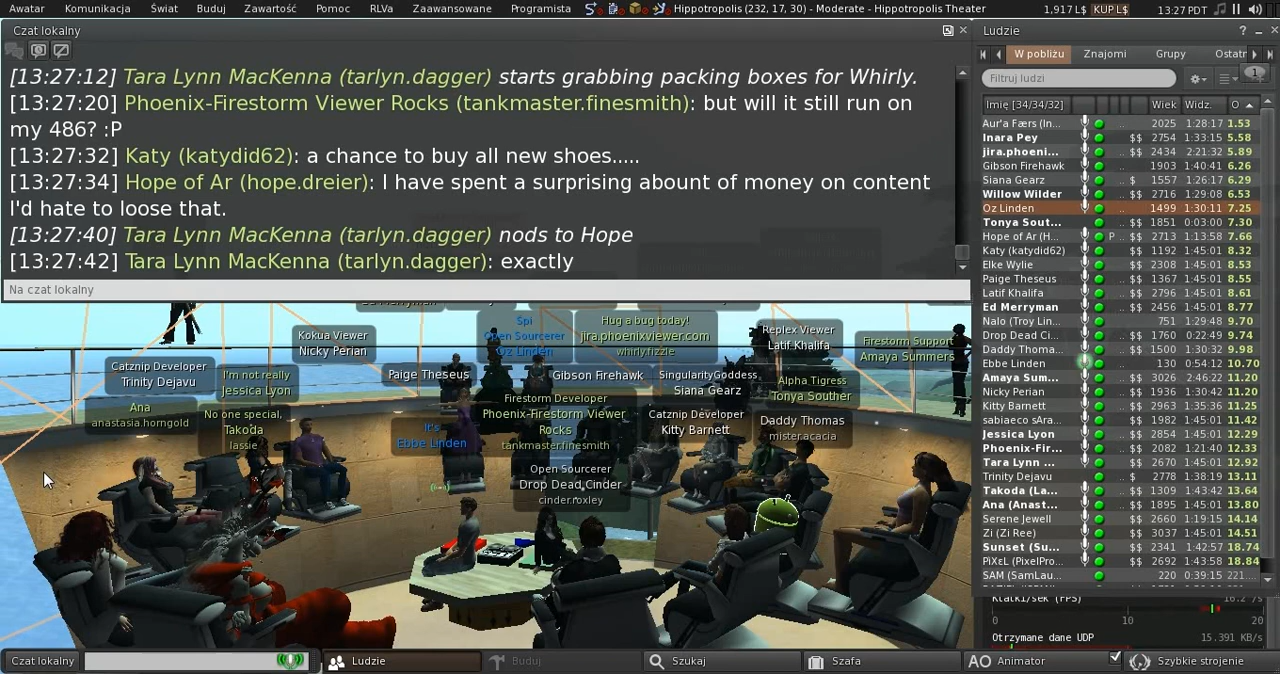 Awatar Komunikacja Świat Buduj Zawartość Pomoc RLVa Zaawansowane Programista Hippotropolis (232, 17, 30) - Moderate - Hippotropolis Theater 1,917 L$ KUP L$ 13:27 PDT
Czat lokalny
[13:27:12] Tara Lynn MacKenna (tarlyn.dagger) starts grabbing packing boxes for Whirly.
[13:27:20] Phoenix-Firestorm Viewer Rocks (tankmaster.finesmith): but will it still run on
my 486? :P
[13:27:32] Katy (katydid62): a chance to buy all new shoes.....
[13:27:34] Hope of Ar (hope.dreier): I have spent a surprising abount of money on content
I'd hate to loose that.
[13:27:40] Tara Lynn MacKenna (tarlyn.dagger) nods to Hope
[13:27:42] Tara Lynn MacKenna (tarlyn.dagger): exactly
Na czat lokalny
Kokua Viewer
Nicky Perian
Spi
Open Sourcerer
Oz Linden
Hug a bug today!
jira.phoenixviewer.com
whirly.fizzle
Replex Viewer
Latif Khalifa
Firestorm Support
Amaya Summers
Catznip Developer
Trinity Dejavu
I'm not really
Jessica Lyon
Paige Theseus
Gibson Firehawk
SingularityGoddess
Siana Gearz
Alpha Tigress
Tonya Souther
Ana
anastasia.horngold
No one special,
Takoda
lassie
It's
Ebbe Linden
Firestorm Developer
Phoenix-Firestorm Viewer
Rocks
tankmaster.finesmith
Catznip Developer
Kitty Barnett
Daddy Thomas
mister.acacia
Open Sourcerer
Drop Dead Cinder
cinder.roxley
Ludzie
W pobliżu Znajomi Grupy Ostatn
1
Filtruj ludzi
Imię [34/34/32] Wiek Widz. O
Aur'a Færs (In... .. 2025 1:28:17 1.53
Inara Pey .. $$ 2754 1:33:15 5.58
jira.phoeni... .. $$ 2434 2:21:32 5.89
Gibson Firehawk .. 1903 1:40:41 6.26
Siana Gearz .. $ 1557 1:26:17 6.29
Willow Wilder .. $$ 2716 1:29:08 6.53
Oz Linden .. 1499 1:30:11 7.25
Tonya Sout... .. $$ 1851 0:03:00 7.30
Hope of Ar (H... P .. $$ 2713 1:13:58 7.66
Katy (katydid62) .. $$ 1192 1:45:01 8.32
Elke Wylie .. $$ 2308 1:45:01 8.53
Paige Theseus .. $$ 1367 1:45:01 8.55
Latif Khalifa .. $$ 2796 1:45:01 8.61
Ed Merryman .. $$ 2456 1:45:01 8.77
Nalo (Troy Lin... .. 751 1:29:48 9.70
Drop Dead Ci... .. $$ 1760 0:22:49 9.74
Daddy Thoma... .. $$ 1500 1:30:32 9.98
Ebbe Linden .. 130 0:54:12 10.70
Amaya Sum... .. $$ 3026 2:46:22 11.20
Nicky Perian .. $$ 1936 1:30:42 11.20
Kitty Barnett .. $$ 2963 1:35:36 11.25
sabiaeco sAra... .. $$ 1982 1:45:01 11.42
Jessica Lyon .. $$ 2854 1:45:01 12.29
Phoenix-Fir... .. $$ 2082 1:21:40 12.33
Tara Lynn ... .. $$ 2670 1:45:01 12.92
Trinity Dejavu .. $ 2778 1:38:19 13.11
Takoda (La... .. $$ 1309 1:43:42 13.64
Ana (Anast... .. $$ 1895 1:45:01 13.80
Serene Jewell .. $$ 2660 1:19:15 14.14
Zi (Zi Ree) .. $$ 3037 1:45:01 14.51
Sunset (Su... .. $$ 2341 1:42:57 18.74
PiXεL (PixelPro... .. $$ 2692 1:43:58 18.84
SAM (SamLau... 220 0:39:15 221....
Klatki/sek (FPS) 16.2 /s
0 10 20
Otrzymane dane UDP 15.391 KB/s
Czat lokalny Ludzie Buduj Szukaj Szafa AO Animator Szybkie strojenie